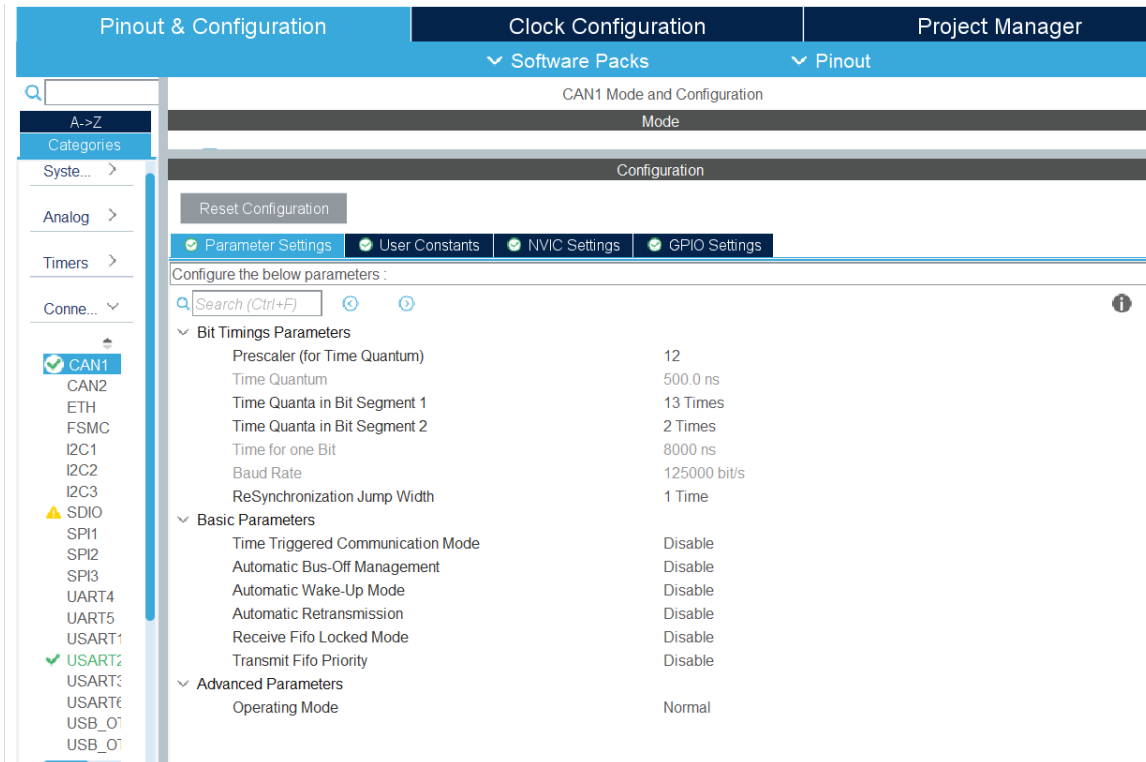 Pinout & Configuration Clock Configuration Project Manager
Software Packs Pinout
CAN1 Mode and Configuration
A->Z Mode
Categories
Syste... Configuration
Reset Configuration
Analog
Parameter Settings User Constants NVIC Settings GPIO Settings
Timers
Configure the below parameters :
Conne... Search (Ctrl+F)
Bit Timings Parameters
Prescaler (for Time Quantum) 12
CAN1
Time Quantum 500.0 ns
CAN2
Time Quanta in Bit Segment 1 13 Times
ETH
Time Quanta in Bit Segment 2 2 Times
FSMC
Time for one Bit 8000 ns
I2C1
Baud Rate 125000 bit/s
I2C2
ReSynchronization Jump Width 1 Time
I2C3
Basic Parameters
SDIO
SPI1
Time Triggered Communication Mode Disable
SPI2
Automatic Bus-Off Management Disable
SPI3
Automatic Wake-Up Mode Disable
UART4
Automatic Retransmission Disable
UART5
Receive Fifo Locked Mode Disable
USART1
Transmit Fifo Priority Disable
USART2
USART3
Advanced Parameters
USART6
Operating Mode Normal
USB_OT
USB_OT